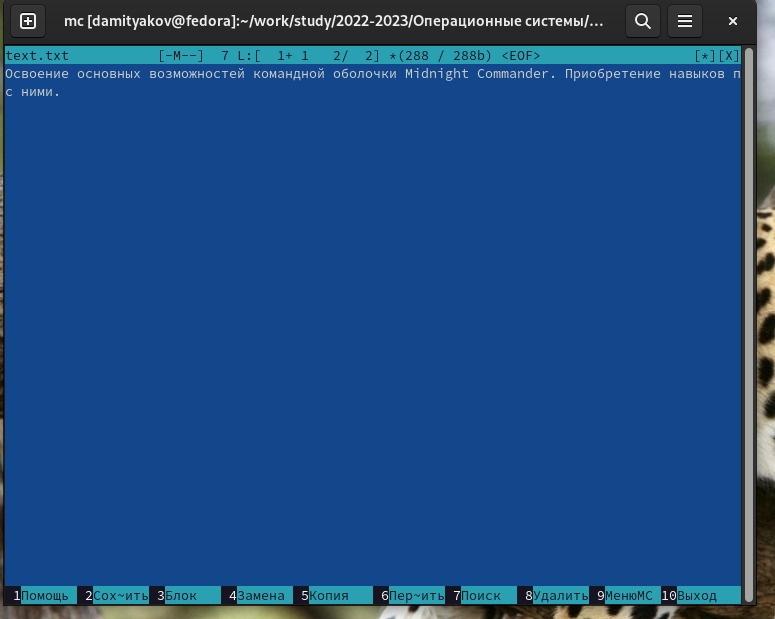 mc [damityakov@fedora]:~/work/study/2022-2023/Операционные системы/...
text.txt [-M--] 7 L:[ 1+ 1 2/ 2] *(288 / 288b) <EOF> [*][X]
Освоение основных возможностей командной оболочки Midnight Commander. Приобретение навыков п
с ними.
1Помощь 2Сох~ить 3Блок 4Замена 5Копия 6Пер~ить 7Поиск 8Удалить 9МенюMC 10Выход